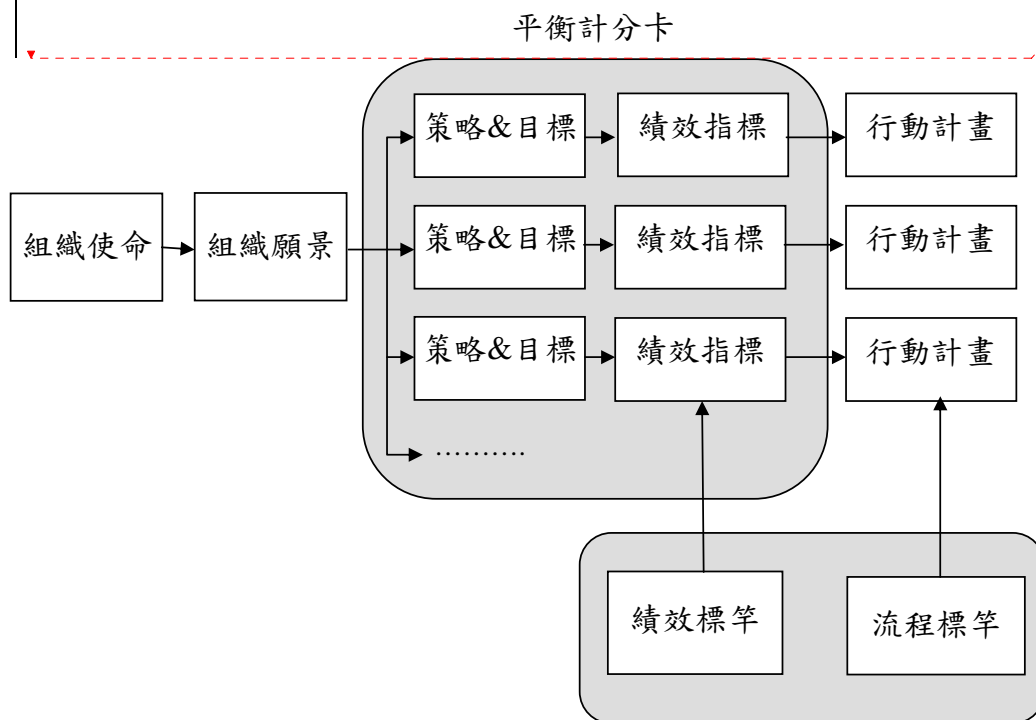 平衡計分卡
策略&目標
績效指標
行動計畫
組織使命
組織願景
策略&目標
績效指標
行動計畫
策略&目標
績效指標
行動計畫
..........
績效標竿
流程標竿